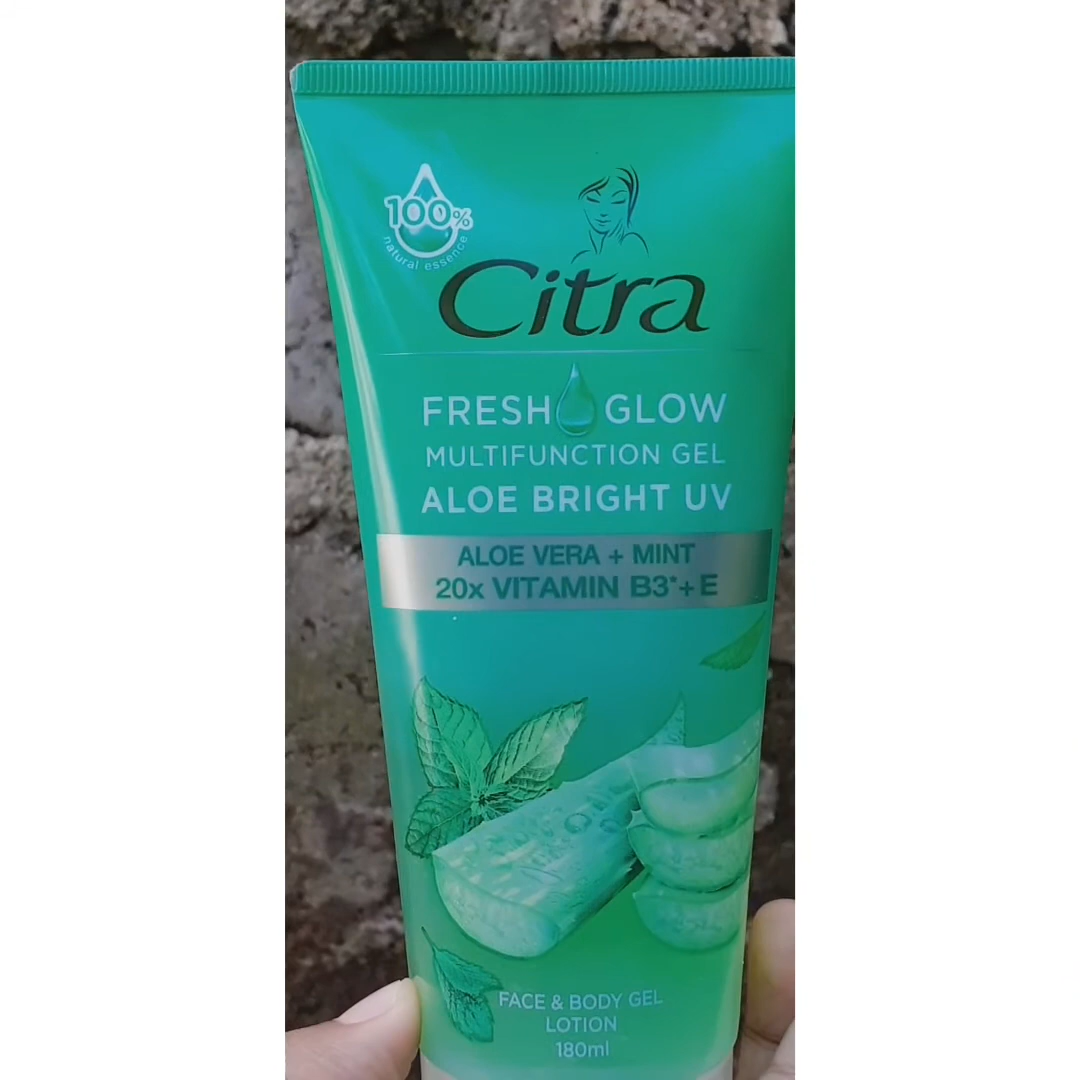 100%
natural essence
Citra
FRESH GLOW
MULTIFUNCTION GEL
ALOE BRIGHT UV
ALOE VERA + MINT
20x VITAMIN B3*+E
FACE & BODY GEL
LOTION
180ml